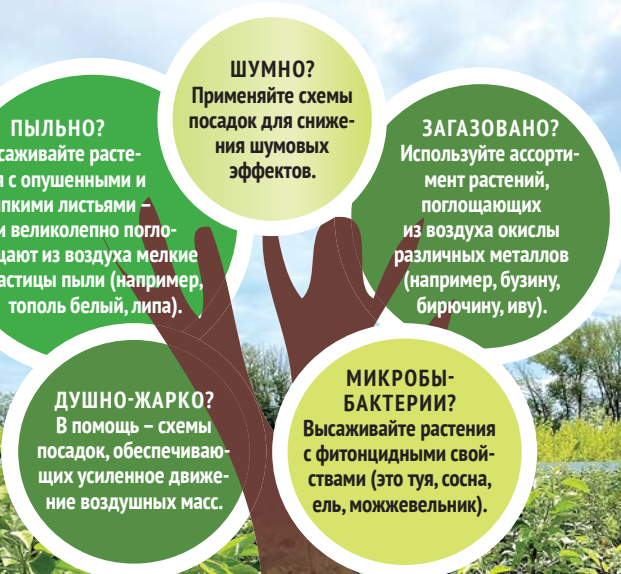 ШУМНО?
Применяйте схемы
посадок для сниже-
ния шумовых
эффектов.
ПЫЛЬНО?
саживайте расте-
я с опушенными и
пкими листьями –
и великолепно погло-
щают из воздуха мелкие
астицы пыли (например,
тополь белый, липа).
ЗАГАЗОВАНО?
Используйте ассорти-
мент растений,
поглощающих
из воздуха окислы
различных металлов
(например, бузину,
бирючину, иву).
ДУШНО-ЖАРКО?
В помощь – схемы
посадок, обеспечиваю-
щих усиленное движе-
ние воздушных масс.
МИКРОБЫ-
БАКТЕРИИ?
Высаживайте растения
с фитонцидными свой-
ствами (это туя, сосна,
ель, можжевельник).